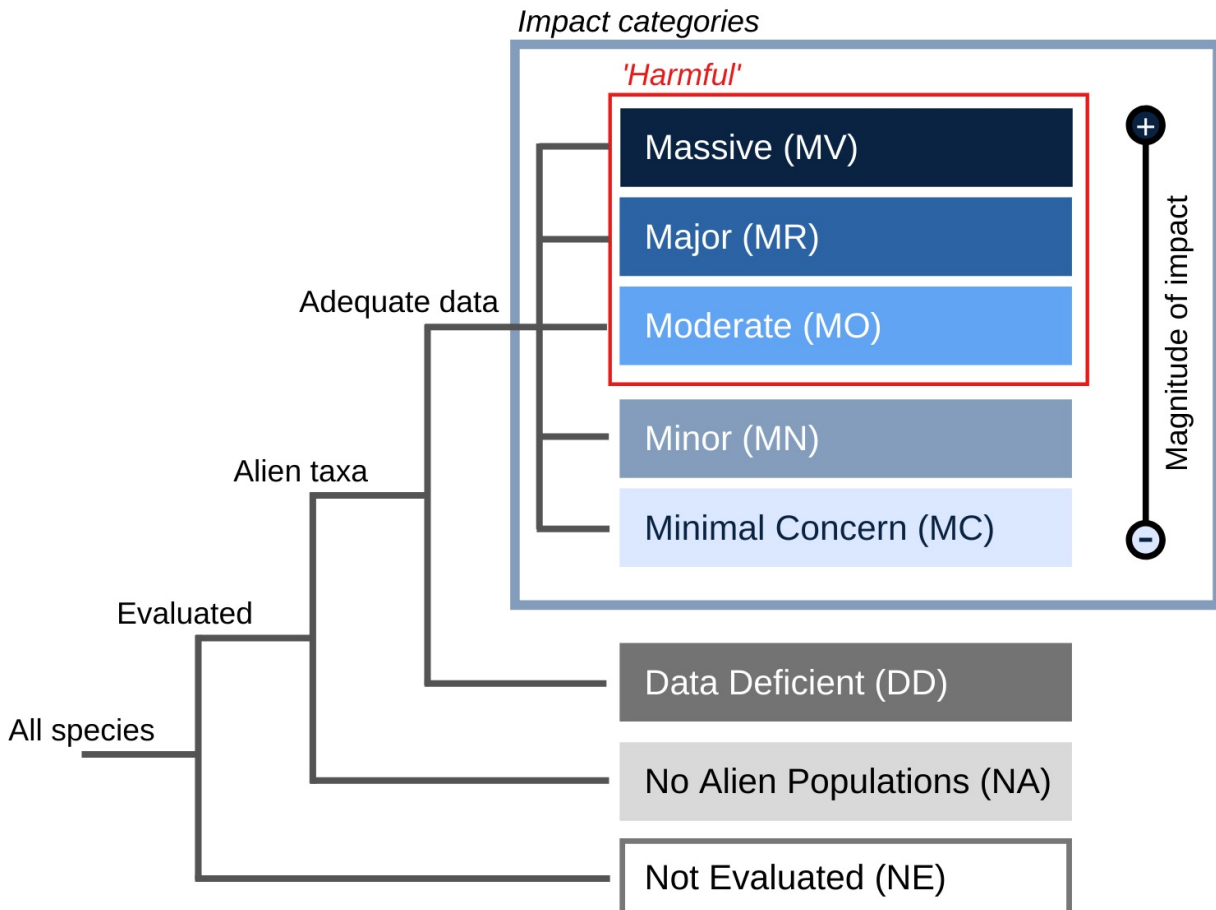 Impact categories
'Harmful'
Massive (MV)
+
Major (MR)
Adequate data
Moderate (MO)
Magnitude of impact
Minor (MN)
Alien taxa
Minimal Concern (MC)
-
Evaluated
Data Deficient (DD)
All species
No Alien Populations (NA)
Not Evaluated (NE)